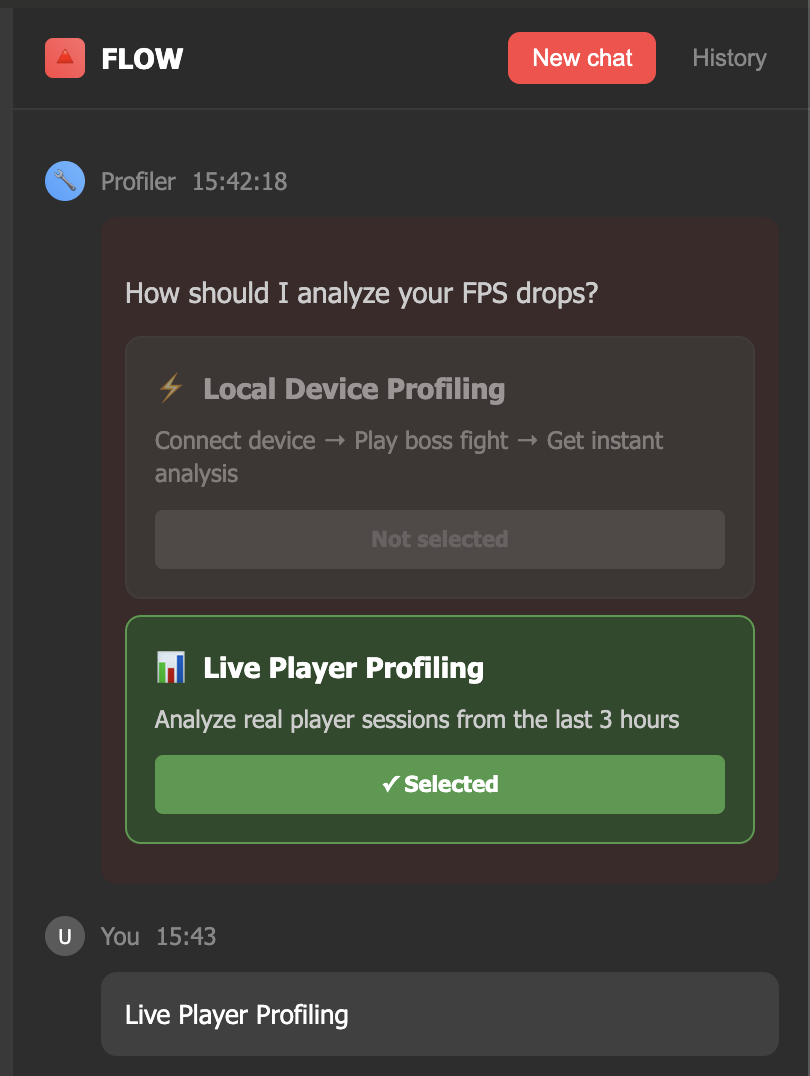 FLOW
New chat
History
Profiler 15:42:18
How should I analyze your FPS drops?
Local Device Profiling
Connect device → Play boss fight → Get instant
analysis
Not selected
Live Player Profiling
Analyze real player sessions from the last 3 hours
✓ Selected
U
You 15:43
Live Player Profiling